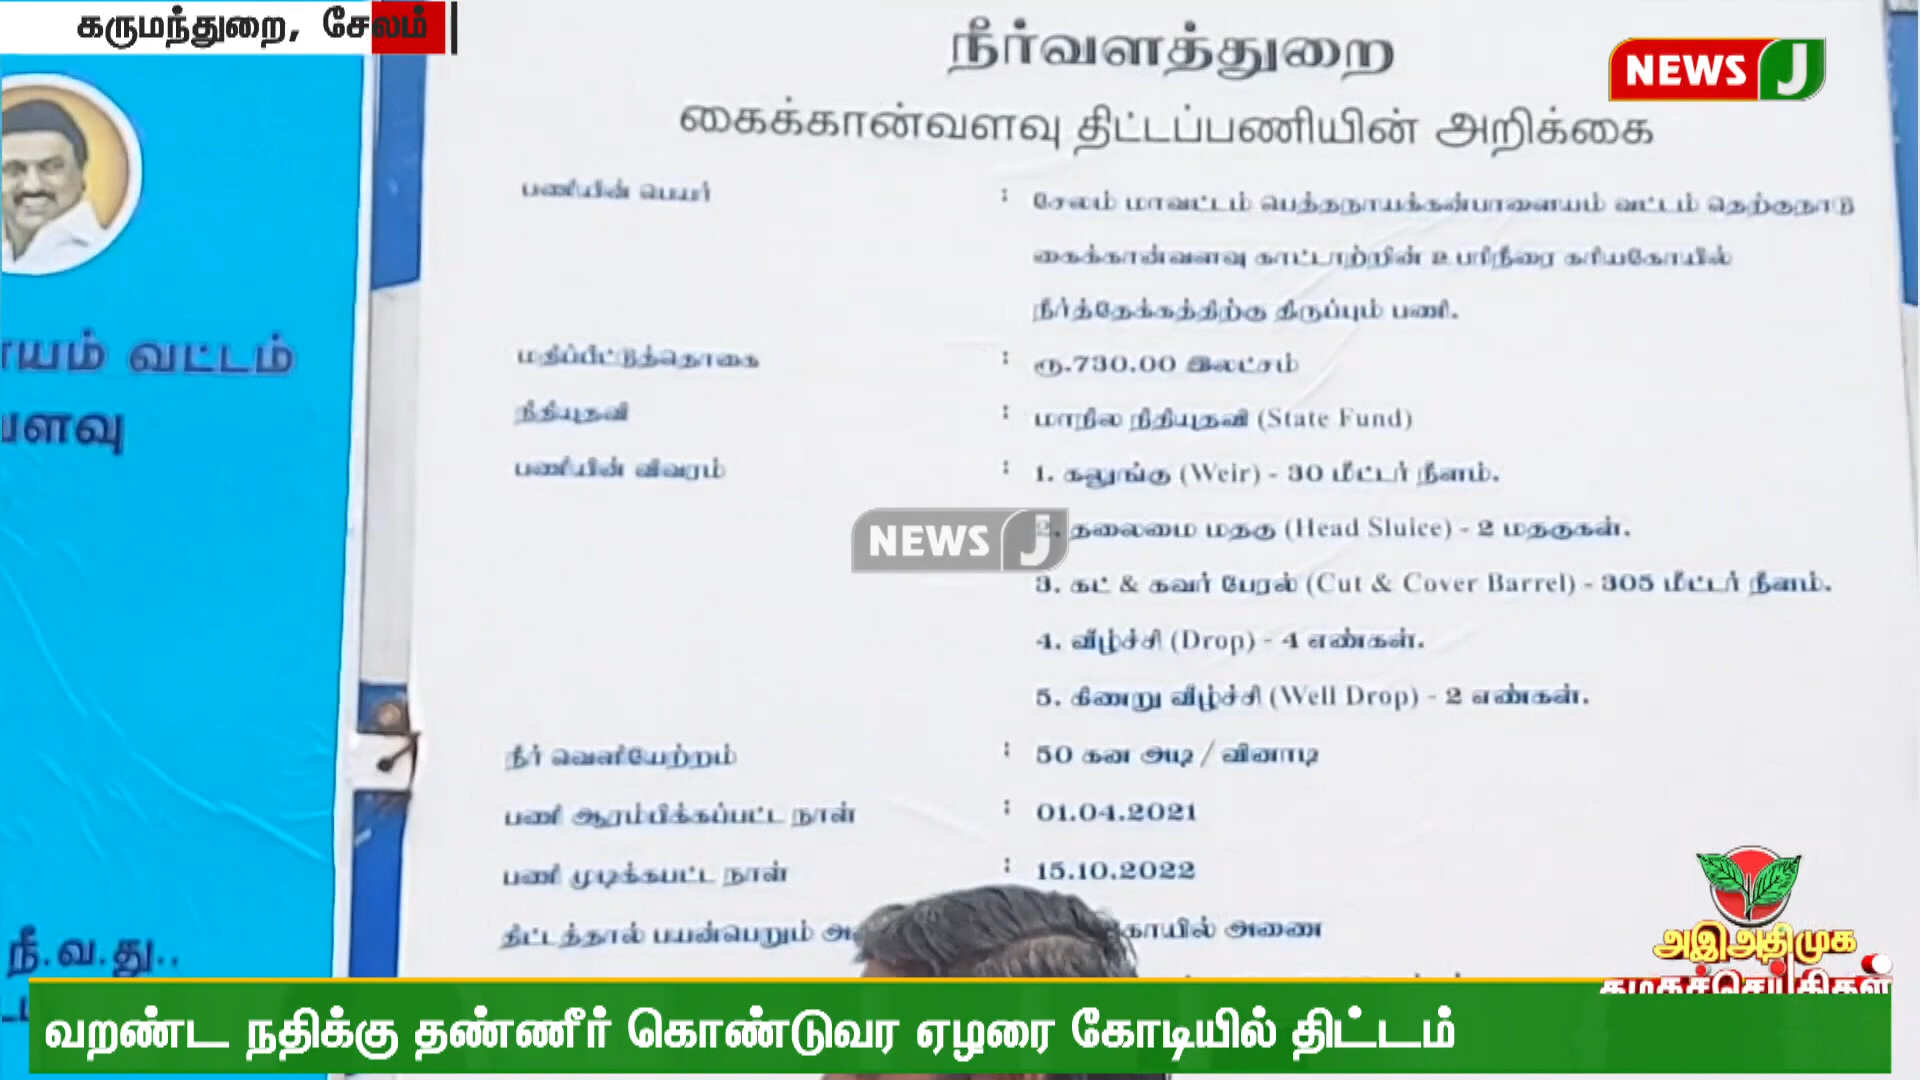 கருமந்துறை, சேலம்
NEWS J
நீர்வளத்துறை
கைக்கான்வளவு திட்டப்பணியின் அறிக்கை
பணியின் பெயர் : சேலம் மாவட்டம் பெத்தநாயக்கன்பாளையம் வட்டம் தெற்குநாடு
கைக்கான்வளவு காட்டாற்றின் உபரிநீரை கரியகோயில்
நீர்த்தேக்கத்திற்கு திருப்பும் பணி.
மதிப்பீட்டுத்தொகை : ரூ.730.00 இலட்சம்
நிதியுதவி : மாநில நிதியுதவி (State Fund)
பணியின் விவரம் : 1. கலுங்கு (Weir) - 30 மீட்டர் நீளம்.
2. தலைமை மதகு (Head Sluice) - 2 மதகுகள்.
NEWS J
3. கட் & கவர் பேரல் (Cut & Cover Barrel) - 305 மீட்டர் நீளம்.
4. வீழ்ச்சி (Drop) - 4 எண்கள்.
5. கிணறு வீழ்ச்சி (Well Drop) - 2 எண்கள்.
நீர் வெளியேற்றம் : 50 கன அடி / வினாடி
பணி ஆரம்பிக்கப்பட்ட நாள் : 01.04.2021
பணி முடிக்கபட்ட நாள் : 15.10.2022
திட்டத்தால் பயன்பெறும் அ
கோயில் அணை
யம் வட்டம்
ளவு
நீ.வ.து..
அஇஅதிமுக
கழகச்செய்திகள்
வறண்ட நதிக்கு தண்ணீர் கொண்டுவர ஏழரை கோடியில் திட்டம்